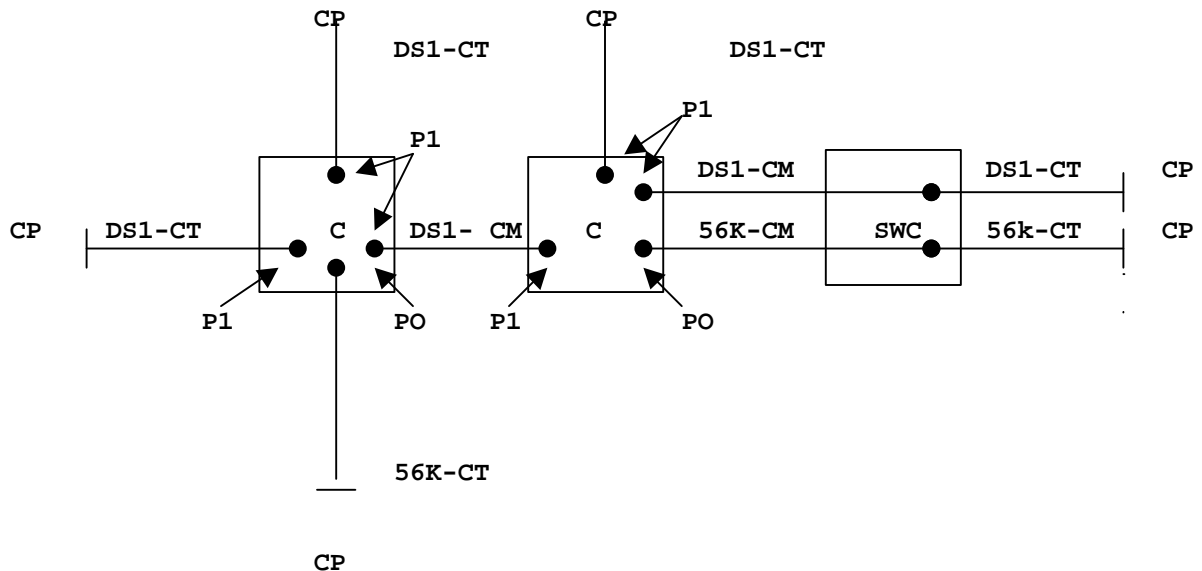 CP CP
DS1-CT DS1-CT
P1
P1
DS1-CM DS1-CT CP
CP DS1-CT C DS1- CM C 56K-CM SWC 56k-CT CP
P1 PO P1 PO
56K-CT
CP